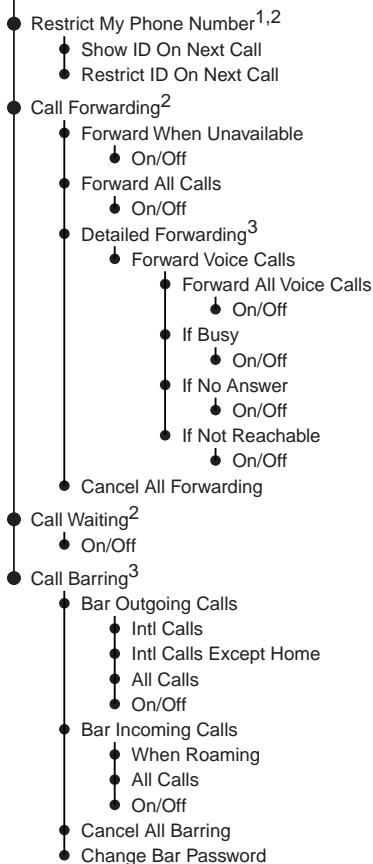 Restrict My Phone Number1,2
Show ID On Next Call
Restrict ID On Next Call
Call Forwarding2
Forward When Unavailable
On/Off
Forward All Calls
On/Off
Detailed Forwarding3
Forward Voice Calls
Forward All Voice Calls
On/Off
If Busy
On/Off
If No Answer
On/Off
If Not Reachable
On/Off
Cancel All Forwarding
Call Waiting2
On/Off
Call Barring3
Bar Outgoing Calls
Intl Calls
Intl Calls Except Home
All Calls
On/Off
Bar Incoming Calls
When Roaming
All Calls
On/Off
Cancel All Barring
Change Bar Password